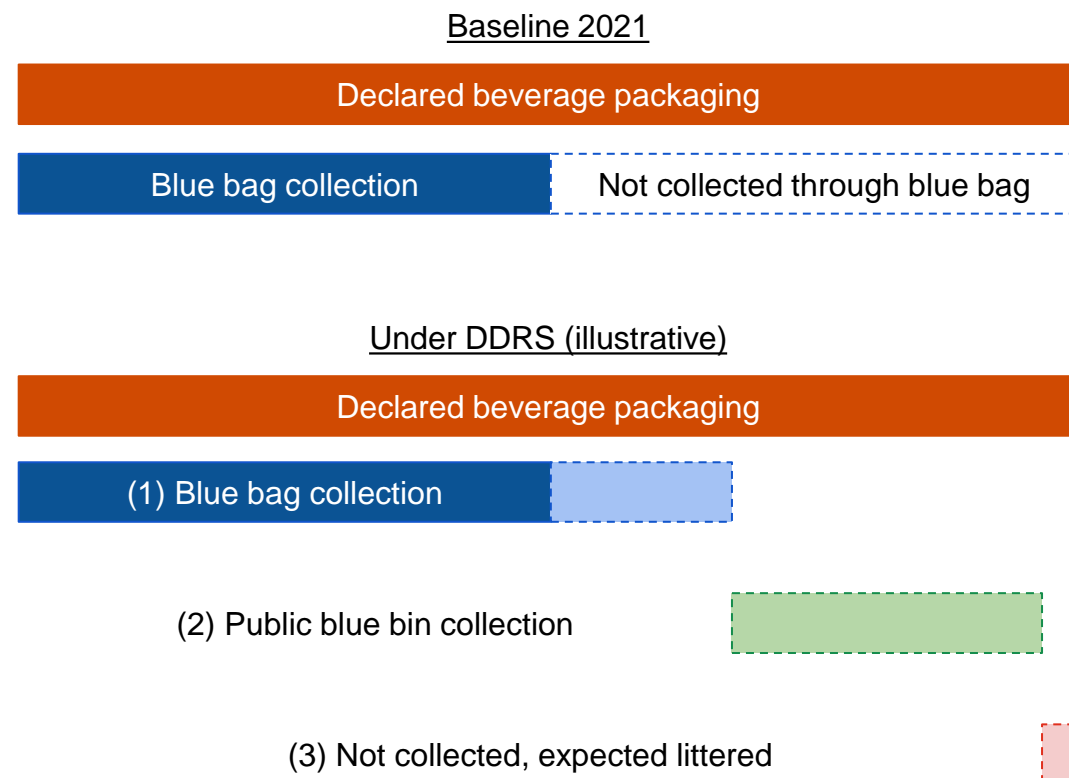 Baseline 2021
Declared beverage packaging
Blue bag collection
Not collected through blue bag
Under DDRS (illustrative)
Declared beverage packaging
(1) Blue bag collection
(2) Public blue bin collection
(3) Not collected, expected littered